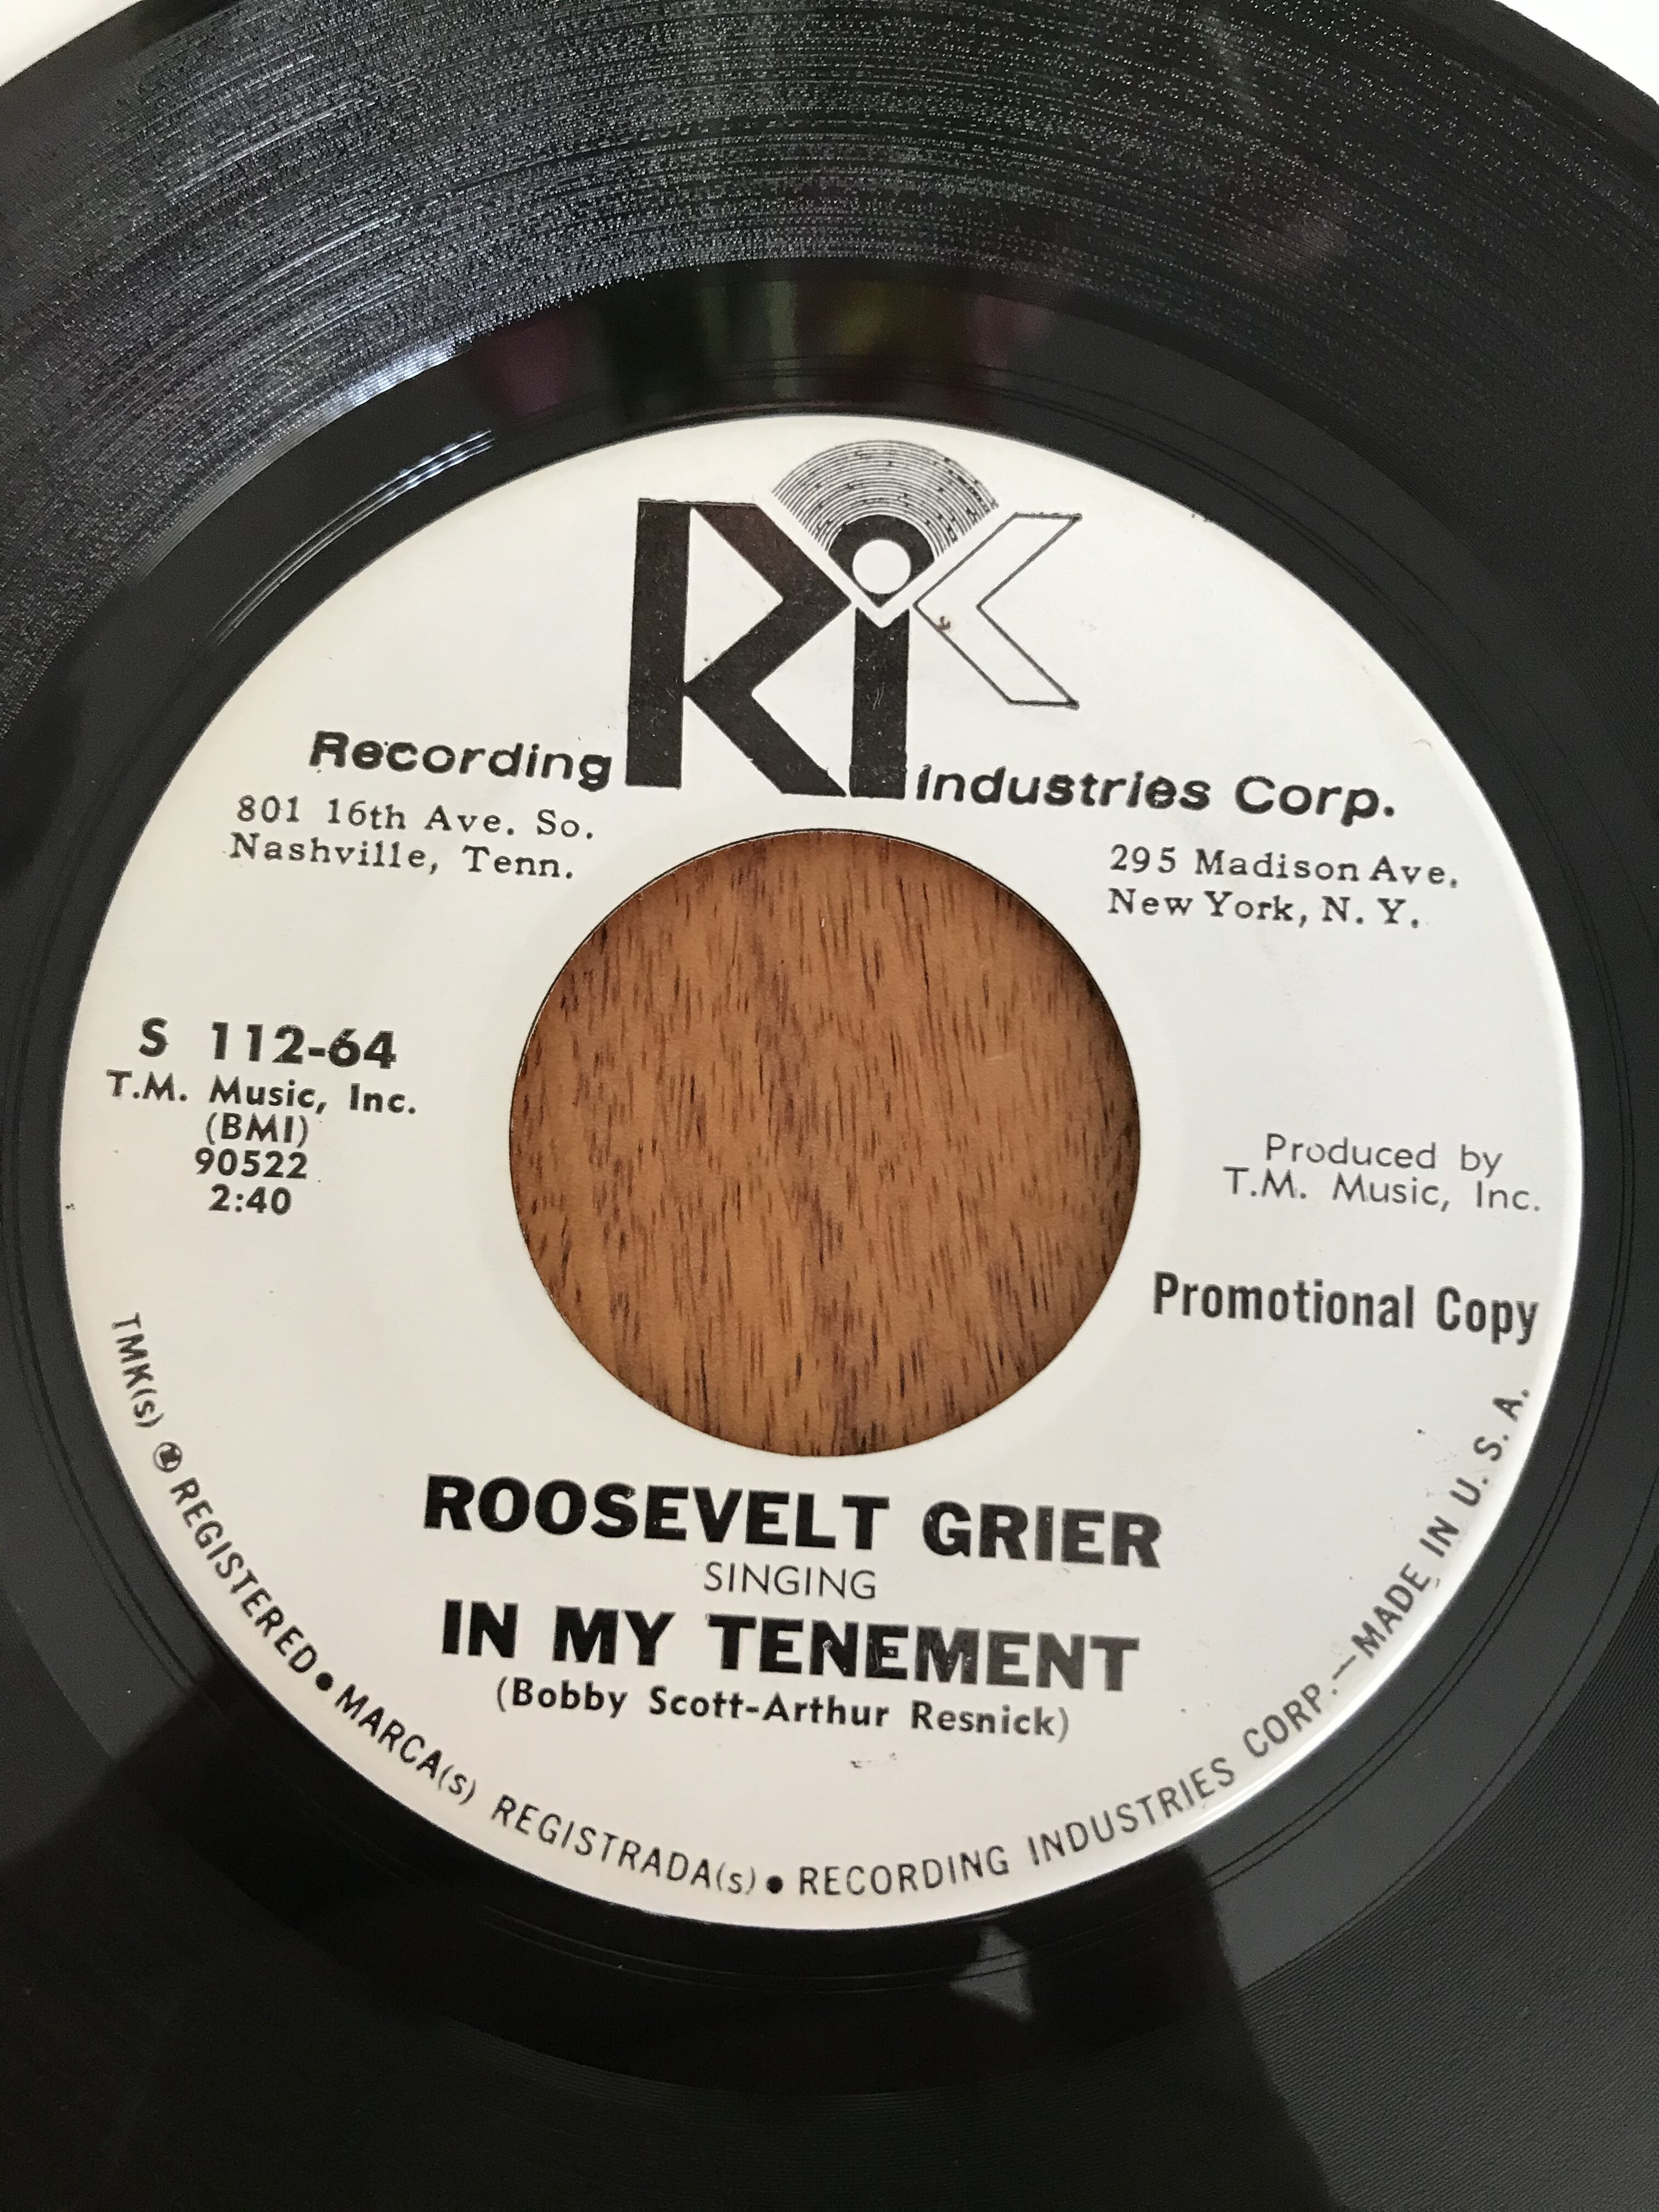 RIC
Recording Industries Corp.
801 16th Ave. So.
Nashville, Tenn.
295 Madison Ave.
New York, N. Y.
S 112-64
T.M. Music, Inc.
(BMI)
90522
2:40
Produced by
T.M. Music, Inc.
Promotional Copy
ROOSEVELT GRIER
SINGING
IN MY TENEMENT
(Bobby Scott-Arthur Resnick)
TMK(s) ® REGISTERED • MARCA(s) REGISTRADA(s) • RECORDING INDUSTRIES CORP.—MADE IN U. S. A.